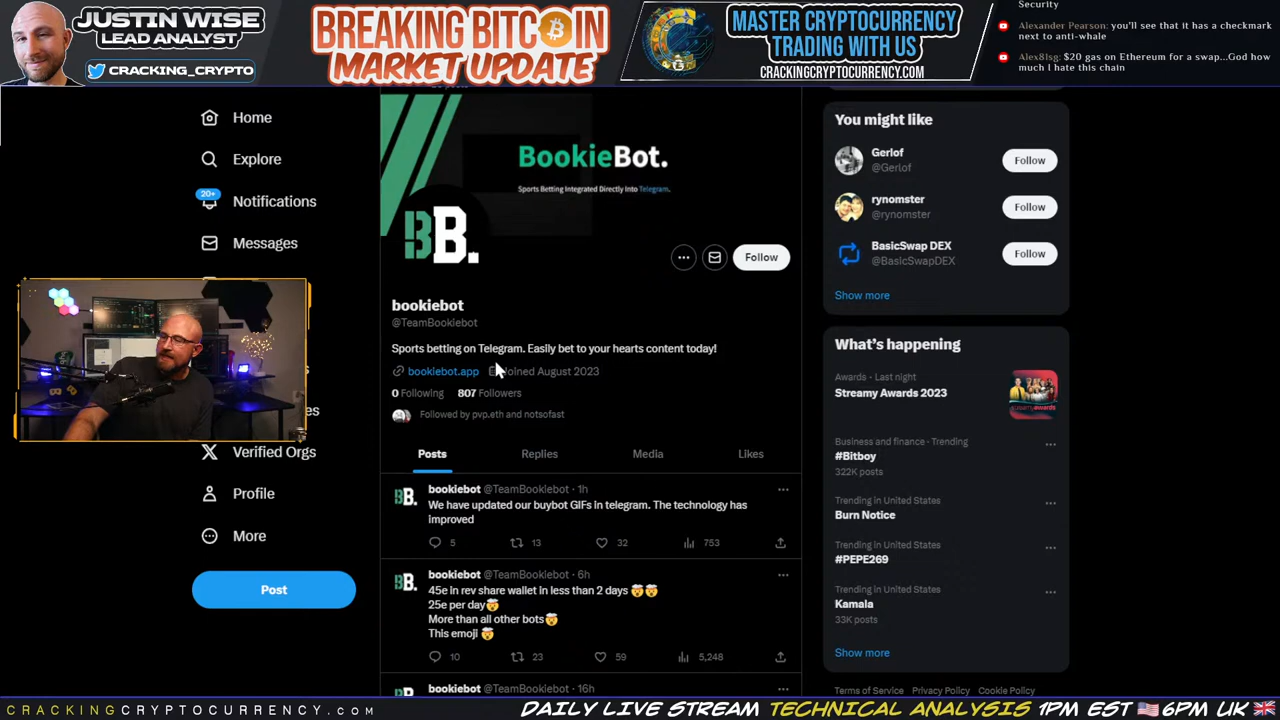 JUSTIN WISE
LEAD ANALYST
CRACKING_CRYPTO
BREAKING BITCOIN
MARKET UPDATE
MASTER CRYPTOCURRENCY
TRADING WITH US
CRACKINGCRYPTOCURRENCY.COM
Security
Alexander Pearson: you'll see that it has a checkmark
next to anti-whale
Alex8lsg: $20 gas on Ethereum for a swap...God how
much I hate this chain
Home
Explore
20+
Notifications
Messages
Verified Orgs
Profile
More
Post
BookieBot.
Sports Betting Integrated Directly Into Telegram.
BB.
Follow
bookiebot
@TeamBookiebot
Sports betting on Telegram. Easily bet to your hearts content today!
bookiebot.app Joined August 2023
0 Following 807 Followers
Followed by pvp.eth and notsofast
Posts Replies Media Likes
BB.
bookiebot @TeamBookiebot · 1h
We have updated our buybot GIFs in telegram. The technology has
improved
5 13 32 753
BB.
bookiebot @TeamBookiebot · 6h
45e in rev share wallet in less than 2 days 🤯🤯
25e per day🤯
More than all other bots🤯
This emoji 🤯
10 23 59 5,248
bookiebot @TeamBookiebot · 16h
You might like
Gerlof
@Gerlof
Follow
rynomster
@rynomster
Follow
BasicSwap DEX
@BasicSwapDEX
Follow
Show more
What's happening
Awards · Last night
Streamy Awards 2023
Business and finance · Trending
#Bitboy
322K posts
Trending in United States
Burn Notice
Trending in United States
#PEPE269
Trending in United States
Kamala
33K posts
Show more
Terms of Service Privacy Policy Cookie Policy
CRACKINGCRYPTOCURRENCY.COM
DAILY LIVE STREAM TECHNICAL ANALYSIS 1PM EST 🇺🇸 6PM UK 🇬🇧